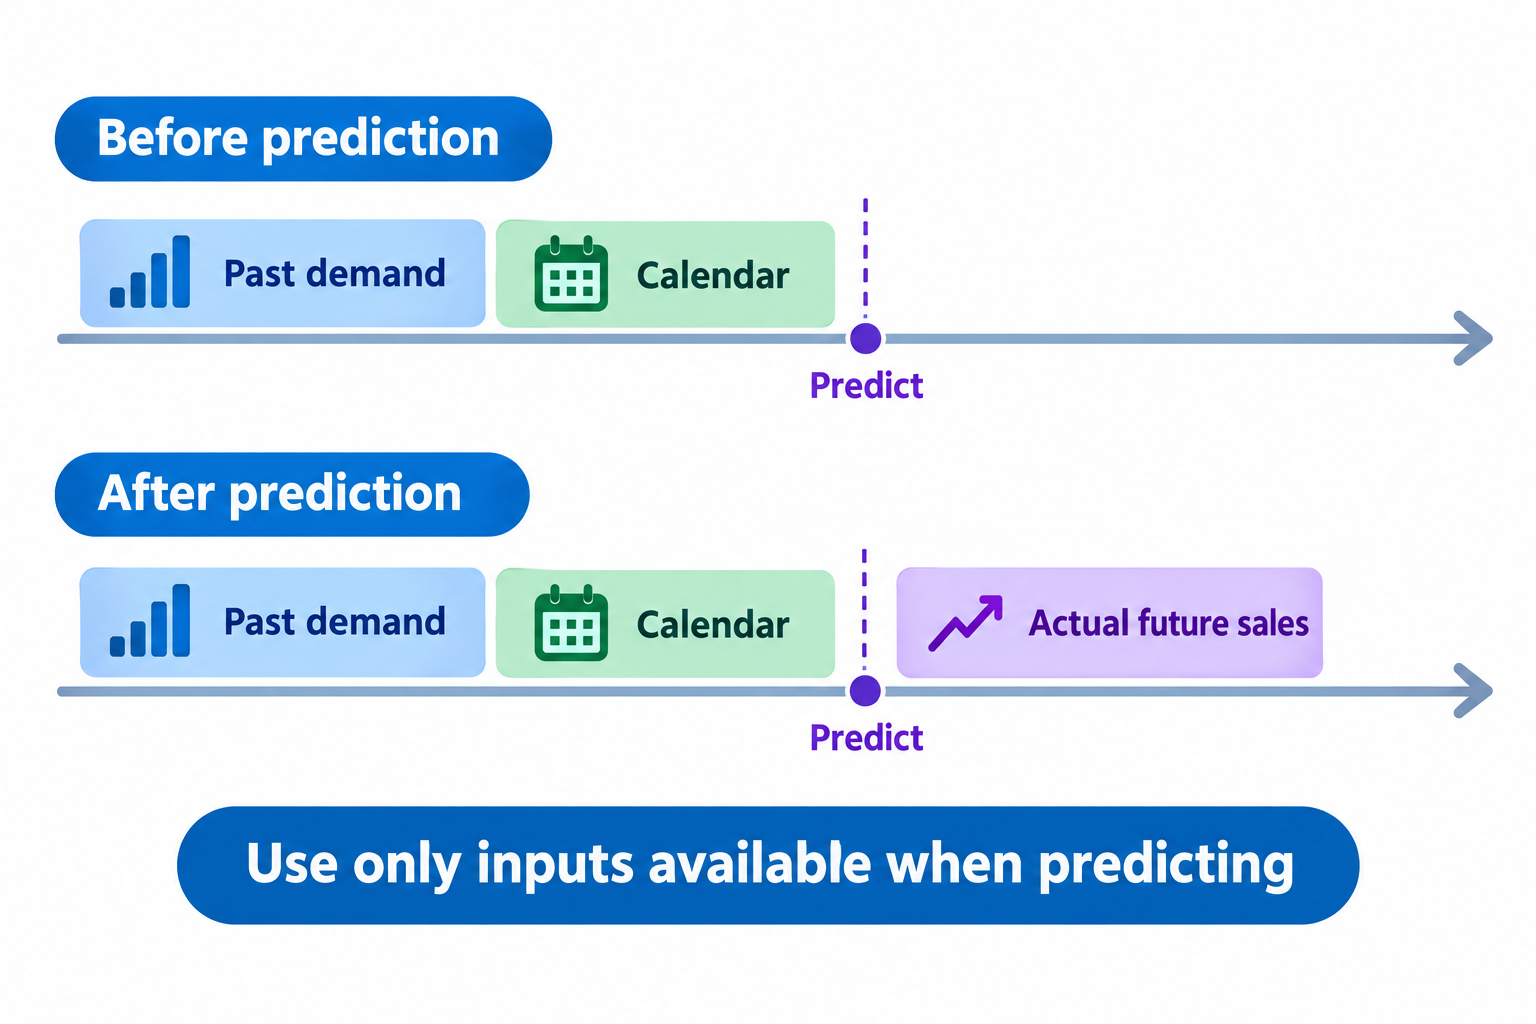 Before prediction
Past demand
Calendar
Predict
After prediction
Past demand
Calendar
Actual future sales
Predict
Use only inputs available when predicting